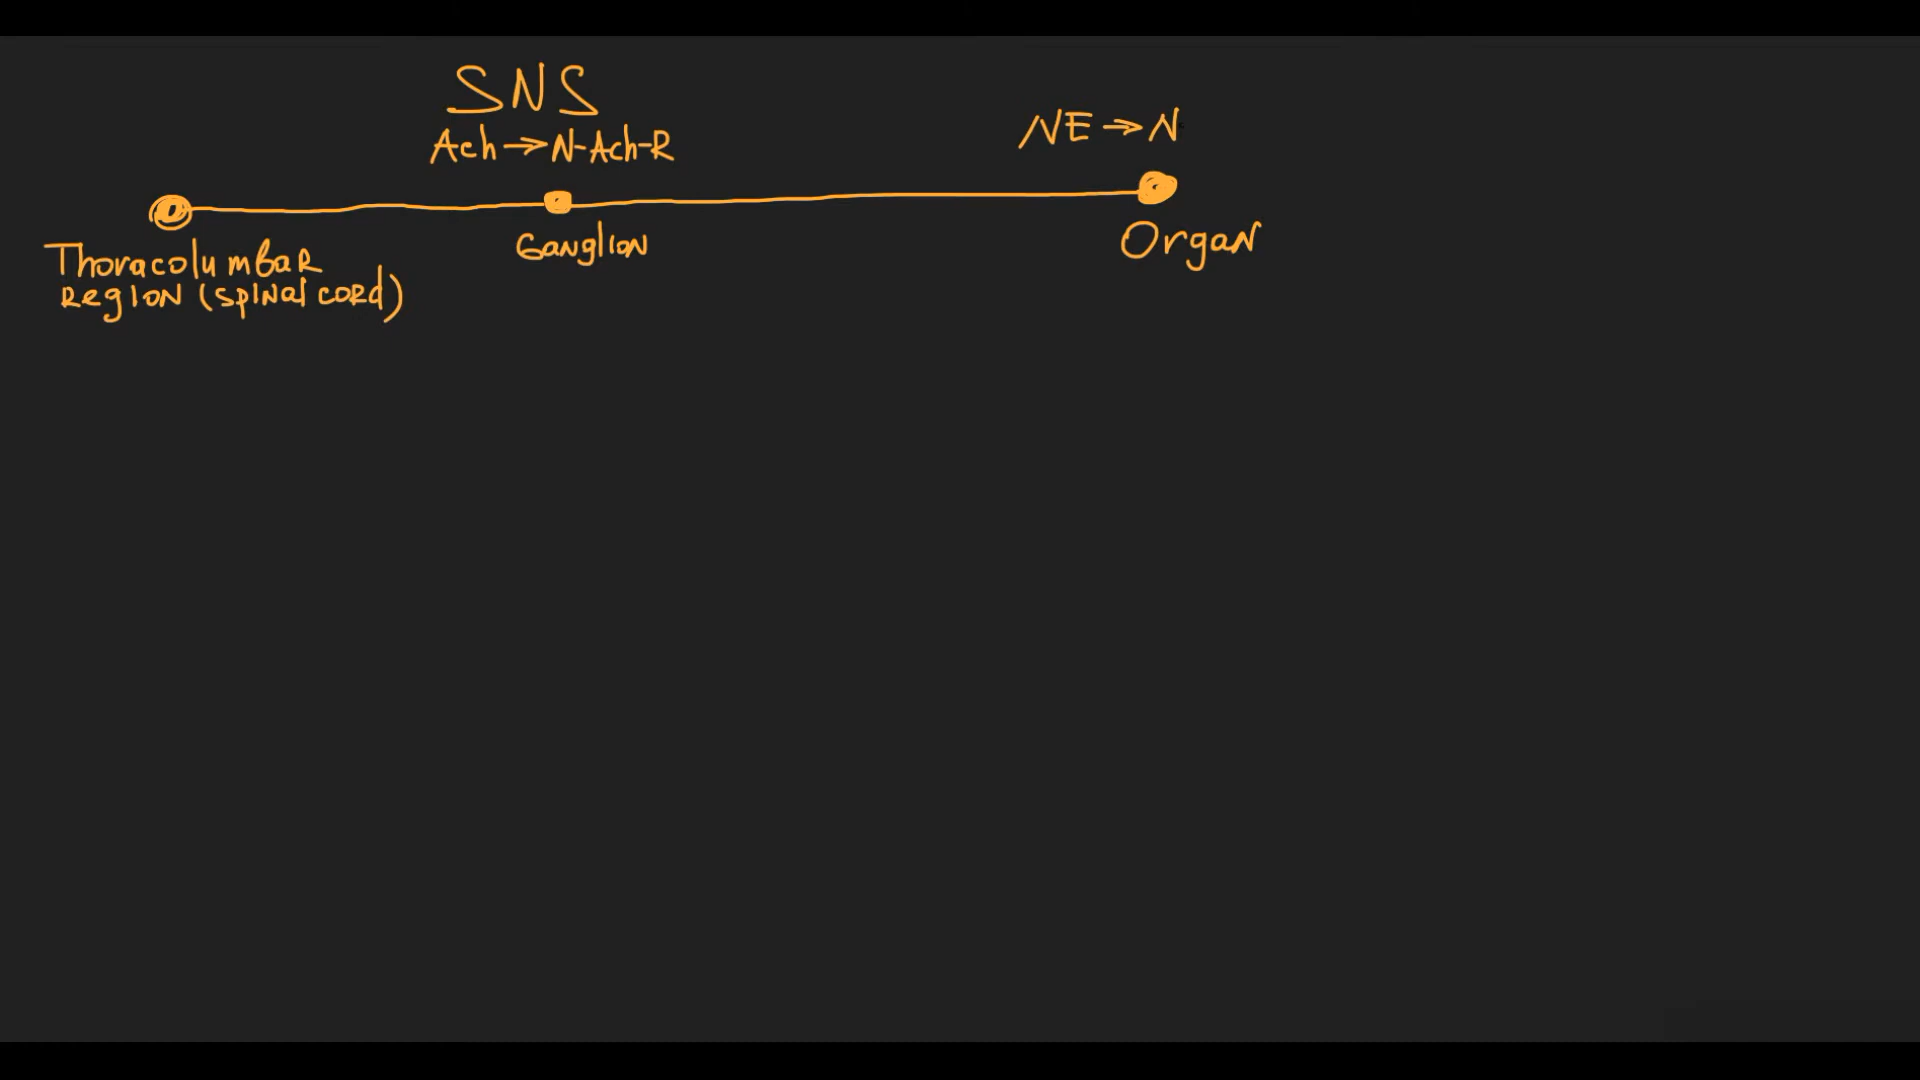 SNS
Ach → N-Ach-R
NE → N
Ganglion
Organ
Thoracolumbar
region (spinal cord)